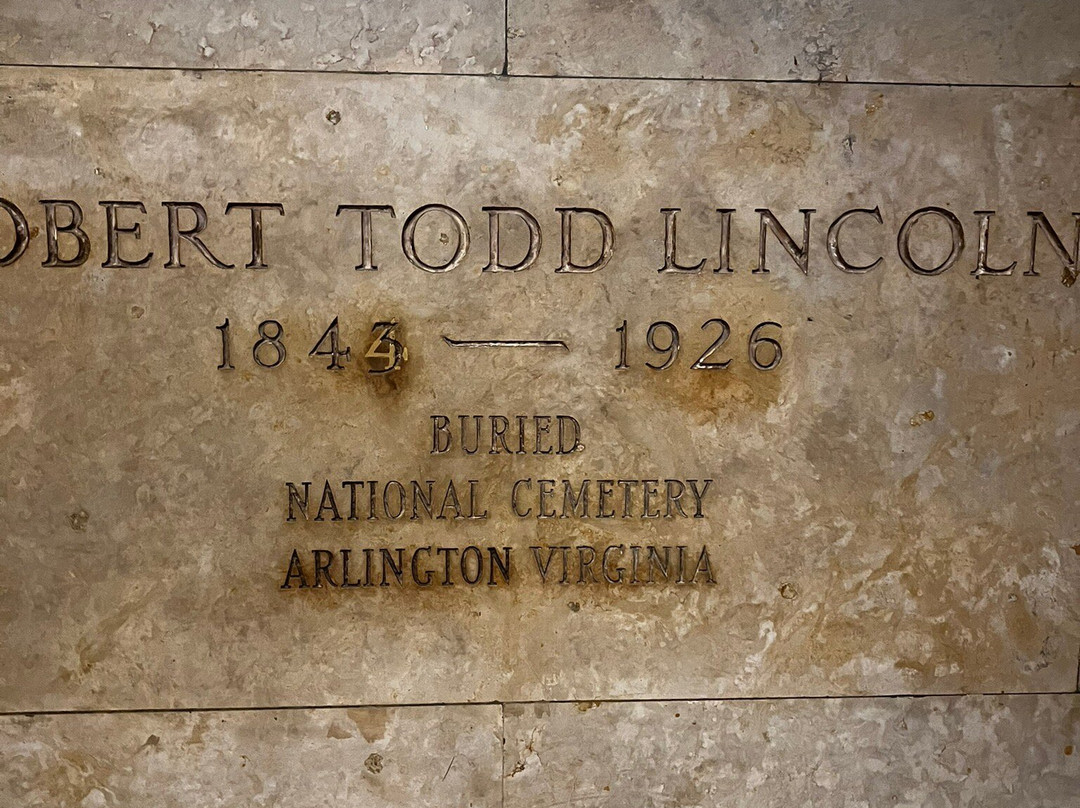 OBERT TODD LINCOLN
1843 — 1926
BURIED
NATIONAL CEMETERY
ARLINGTON VIRGINIA